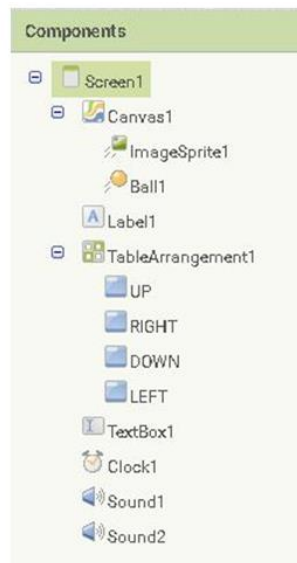 Components
Screen1
Canvas1
ImageSprite1
Ball1
A Label1
TableArrangement1
UP
RIGHT
DOWN
LEFT
TextBox1
Clock1
Sound1
Sound2